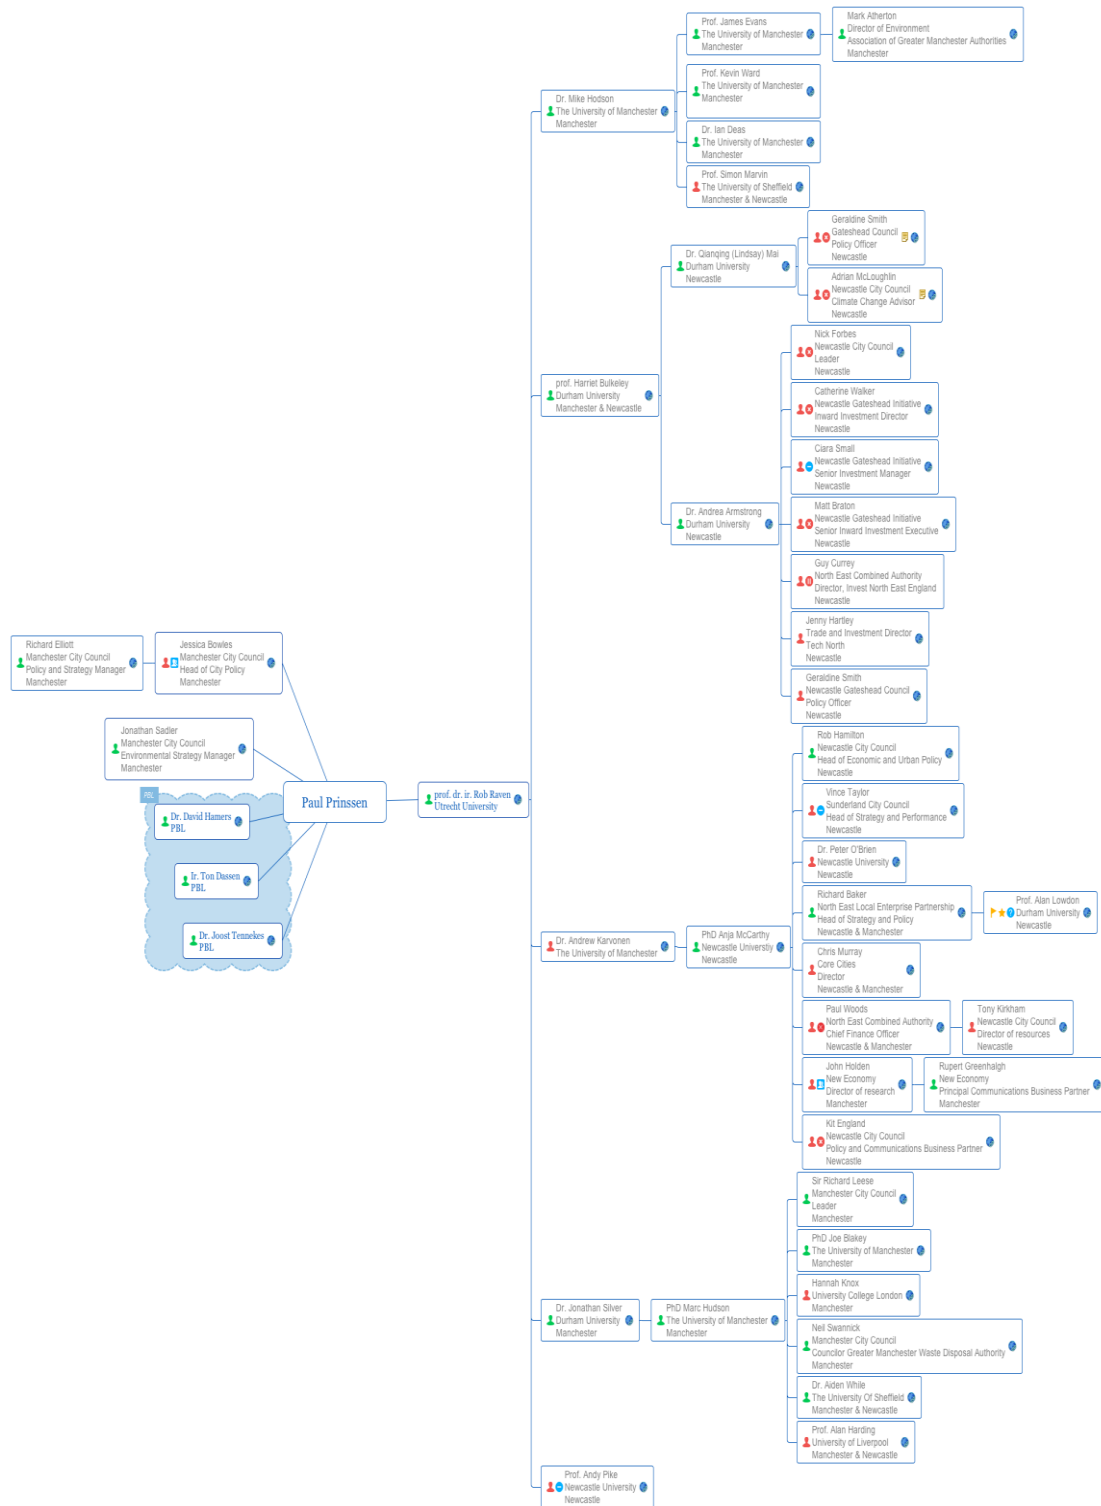 Prof. James Evans
The University of Manchester
Manchester
Mark Atherton
Director of Environment
Association of Greater Manchester Authorities
Manchester
Prof. Kevin Ward
The University of Manchester
Manchester
Dr. Mike Hodson
The University of Manchester
Manchester
Dr. Ian Deas
The University of Manchester
Manchester
Prof. Simon Marvin
The University of Sheffield
Manchester & Newcastle
Geraldine Smith
Gateshead Council
Policy Officer
Newcastle
Dr. Qianqing (Lindsay) Mai
Durham University
Newcastle
Adrian McLoughlin
Newcastle City Council
Climate Change Advisor
Newcastle
Nick Forbes
Newcastle City Council
Leader
Newcastle
prof. Harriet Bulkeley
Durham University
Manchester & Newcastle
Catherine Walker
Newcastle Gateshead Initiative
Inward Investment Director
Newcastle
Ciara Small
Newcastle Gateshead Initiative
Senior Investment Manager
Newcastle
Dr. Andrea Armstrong
Durham University
Newcastle
Matt Braton
Newcastle Gateshead Initiative
Senior Inward Investment Executive
Newcastle
Guy Currey
North East Combined Authority
Director, Invest North East England
Newcastle
Jenny Hartley
Trade and Investment Director
Tech North
Newcastle
Geraldine Smith
Newcastle Gateshead Council
Policy Officer
Newcastle
Richard Elliott
Manchester City Council
Policy and Strategy Manager
Manchester
Jessica Bowles
Manchester City Council
Head of City Policy
Manchester
Jonathan Sadler
Manchester City Council
Environmental Strategy Manager
Manchester
PBL
Dr. David Hamers
PBL
Ir. Ton Dassen
PBL
Dr. Joost Tennekes
PBL
Paul Prinssen
prof. dr. ir. Rob Raven
Utrecht University
Rob Hamilton
Newcastle City Council
Head of Economic and Urban Policy
Newcastle
Vince Taylor
Sunderland City Council
Head of Strategy and Performance
Newcastle
Dr. Peter O'Brien
Newcastle University
Newcastle
Richard Baker
North East Local Enterprise Partnership
Head of Strategy and Policy
Newcastle & Manchester
Prof. Alan Lowdon
Durham University
Newcastle
Dr. Andrew Karvonen
The University of Manchester
PhD Anja McCarthy
Newcastle Universtiy
Newcastle
Chris Murray
Core Cities
Director
Newcastle & Manchester
Paul Woods
North East Combined Authority
Chief Finance Officer
Newcastle & Manchester
Tony Kirkham
Newcastle City Council
Director of resources
Newcastle
John Holden
New Economy
Director of research
Manchester
Rupert Greenhalgh
New Economy
Principal Communications Business Partner
Manchester
Kit England
Newcastle City Council
Policy and Communications Business Partner
Newcastle
Sir Richard Leese
Manchester City Council
Leader
Manchester
PhD Joe Blakey
The University of Manchester
Manchester
Hannah Knox
University College London
Manchester
Dr. Jonathan Silver
Durham University
Manchester
PhD Marc Hudson
The University of Manchester
Manchester
Neil Swannick
Manchester City Council
Councilor Greater Manchester Waste Disposal Authority
Manchester
Dr. Aiden While
The University Of Sheffield
Manchester & Newcastle
Prof. Alan Harding
University of Liverpool
Manchester & Newcastle
Prof. Andy Pike
Newcastle University
Newcastle